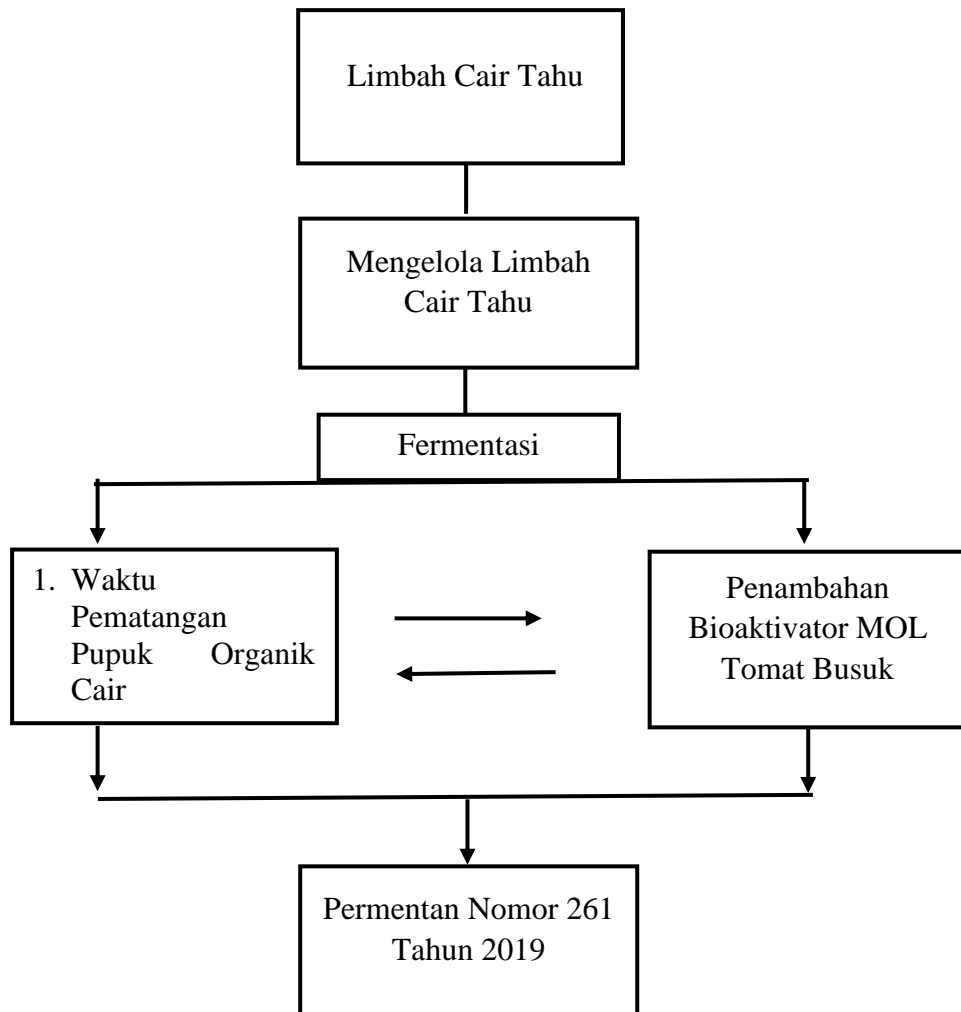 Limbah Cair Tahu
Mengelola Limbah
Cair Tahu
Fermentasi
1. Waktu
Pematangan
Pupuk Organik
Cair
Penambahan
Bioaktivator MOL
Tomat Busuk
Permentan Nomor 261
Tahun 2019